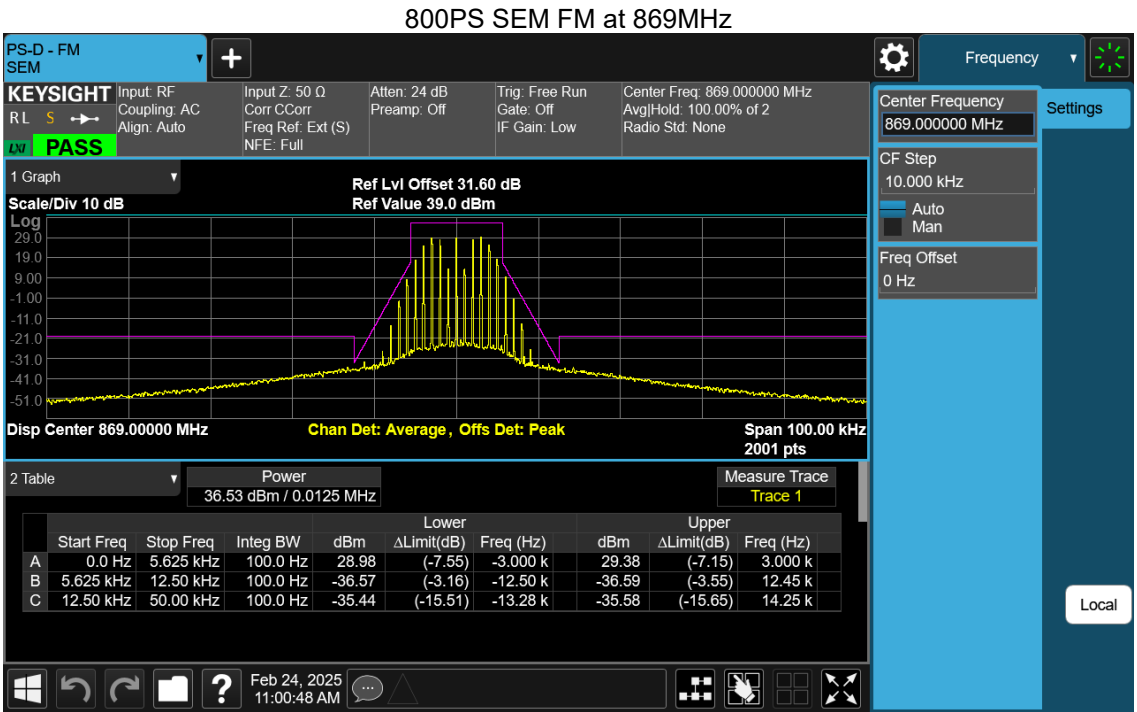 800PS SEM FM at 869MHz
PS-D - FM
SEM
Frequency
KEYSIGHT
R L S
LXI PASS
Input: RF
Coupling: AC
Align: Auto
Input Z: 50 Ω
Corr CCorr
Freq Ref: Ext (S)
NFE: Full
Atten: 24 dB
Preamp: Off
Trig: Free Run
Gate: Off
IF Gain: Low
Center Freq: 869.000000 MHz
Avg|Hold: 100.00% of 2
Radio Std: None
Center Frequency
869.000000 MHz
Settings
CF Step
10.000 kHz
Auto
Man
Freq Offset
0 Hz
1 Graph
Scale/Div 10 dB
Ref Lvl Offset 31.60 dB
Ref Value 39.0 dBm
Log
29.0
19.0
9.00
-1.00
-11.0
-21.0
-31.0
-41.0
-51.0
Disp Center 869.00000 MHz
Chan Det: Average , Offs Det: Peak
Span 100.00 kHz
2001 pts
2 Table
Power
36.53 dBm / 0.0125 MHz
Measure Trace
Trace 1
Lower Upper
Start Freq Stop Freq Integ BW dBm ΔLimit(dB) Freq (Hz) dBm ΔLimit(dB) Freq (Hz)
A 0.0 Hz 5.625 kHz 100.0 Hz 28.98 (-7.55) -3.000 k 29.38 (-7.15) 3.000 k
B 5.625 kHz 12.50 kHz 100.0 Hz -36.57 (-3.16) -12.50 k -36.59 (-3.55) 12.45 k
C 12.50 kHz 50.00 kHz 100.0 Hz -35.44 (-15.51) -13.28 k -35.58 (-15.65) 14.25 k
Local
?
Feb 24, 2025
11:00:48 AM